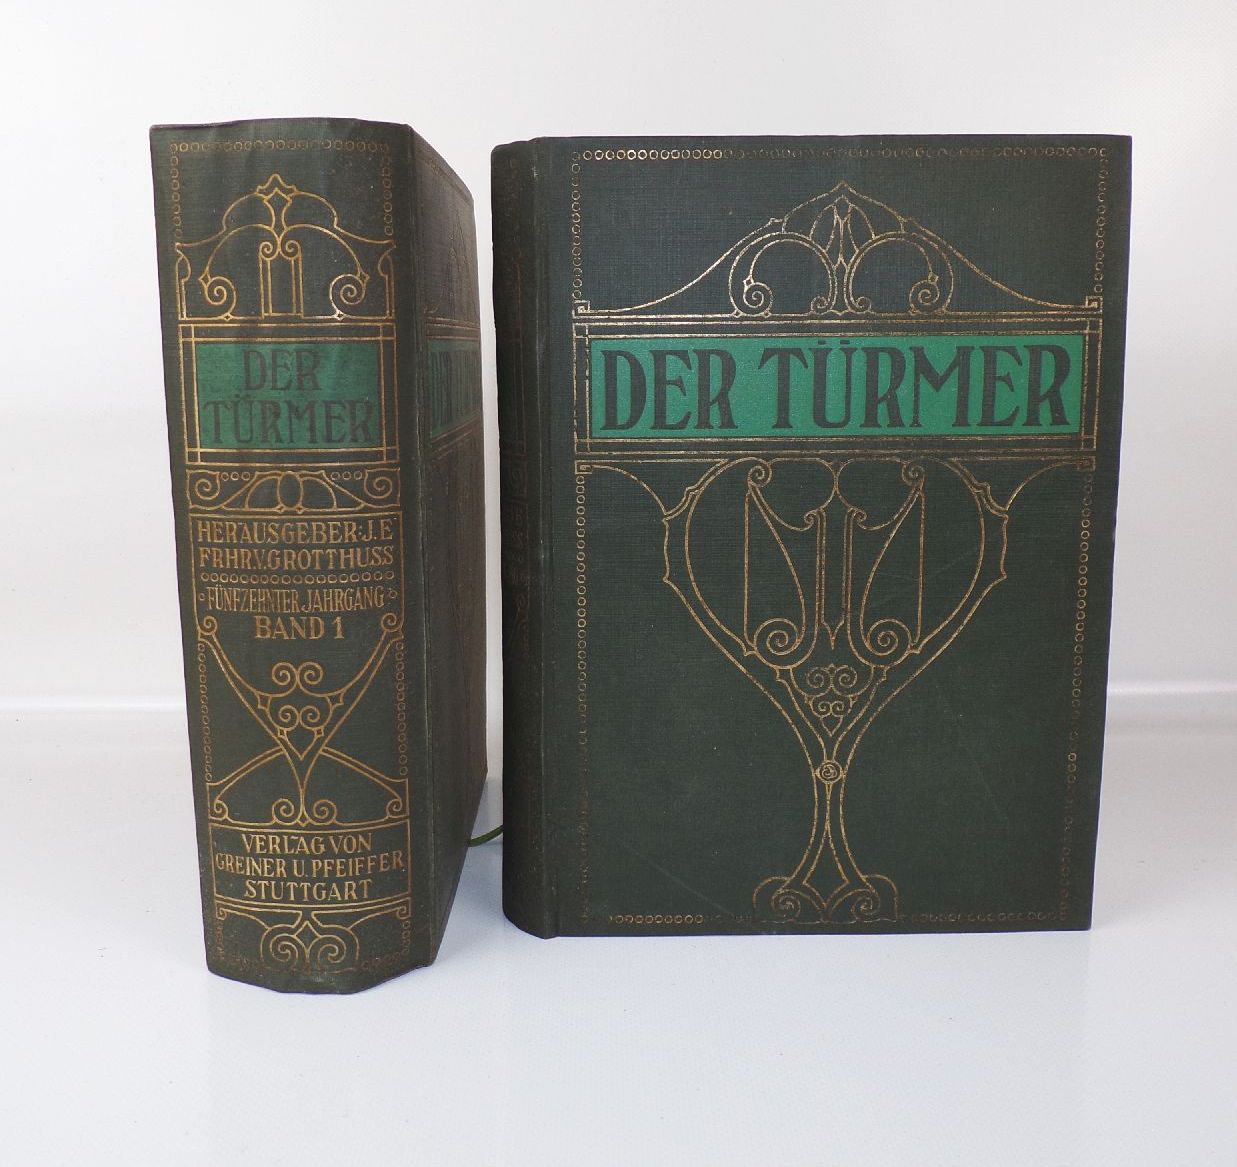 DER
TÜRMER
HERAUSGEBER: J.E.
FRHR.V.GROTTHUSS
FÜNFZEHNTER JAHRGANG
BAND 1
VERLAG VON
GREINER U. PFEIFFER
STUTTGART
DER TÜRMER